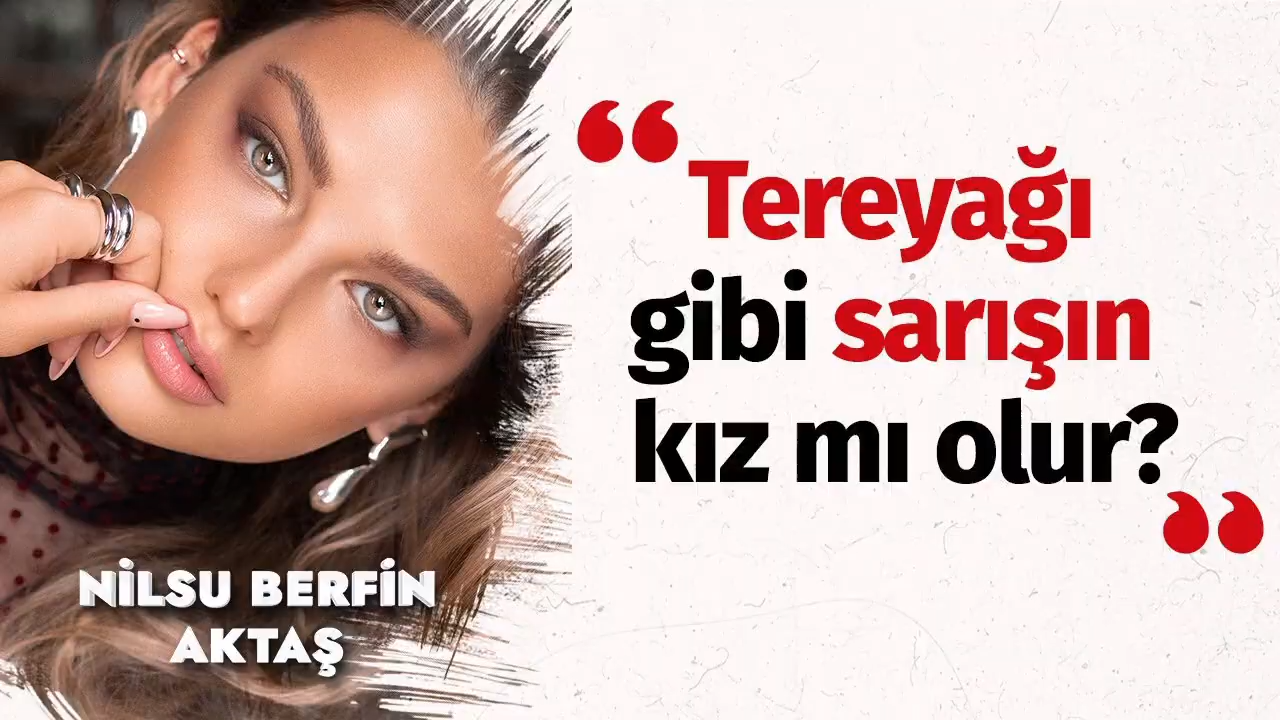 NİLSU BERFİN
AKTAŞ
“Tereyağı
gibi sarışın
kız mı olur?”